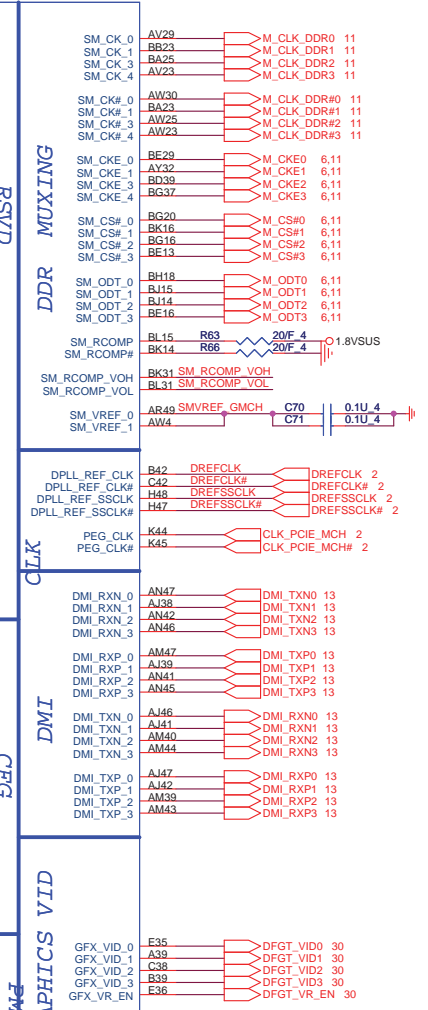 RSVD
DDR MUXING
SM_CK_0 AV29 M_CLK_DDR0 11
SM_CK_1 BB23 M_CLK_DDR1 11
SM_CK_3 BA25 M_CLK_DDR2 11
SM_CK_4 AV23 M_CLK_DDR3 11
SM_CK#_0 AW30 M_CLK_DDR#0 11
SM_CK#_1 BA23 M_CLK_DDR#1 11
SM_CK#_3 AW25 M_CLK_DDR#2 11
SM_CK#_4 AW23 M_CLK_DDR#3 11
SM_CKE_0 BE29 M_CKE0 6,11
SM_CKE_1 AY32 M_CKE1 6,11
SM_CKE_3 BD39 M_CKE2 6,11
SM_CKE_4 BG37 M_CKE3 6,11
SM_CS#_0 BG20 M_CS#0 6,11
SM_CS#_1 BK16 M_CS#1 6,11
SM_CS#_2 BG16 M_CS#2 6,11
SM_CS#_3 BE13 M_CS#3 6,11
SM_ODT_0 BH18 M_ODT0 6,11
SM_ODT_1 BJ15 M_ODT1 6,11
SM_ODT_2 BJ14 M_ODT2 6,11
SM_ODT_3 BE16 M_ODT3 6,11
SM_RCOMP BL15 R63 20/F_4 1.8VSUS
SM_RCOMP# BK14 R66 20/F_4
SM_RCOMP_VOH BK31 SM_RCOMP_VOH
SM_RCOMP_VOL BL31 SM_RCOMP_VOL
SM_VREF_0 AR49 SMVREF_GMCH C70 0.1U_4
SM_VREF_1 AW4 C71 0.1U_4
CLK
DPLL_REF_CLK B42 DREFCLK DREFCLK 2
DPLL_REF_CLK# C42 DREFCLK# DREFCLK# 2
DPLL_REF_SSCLK H48 DREFSSCLK DREFSSCLK 2
DPLL_REF_SSCLK# H47 DREFSSCLK# DREFSSCLK# 2
PEG_CLK K44 CLK_PCIE_MCH 2
PEG_CLK# K45 CLK_PCIE_MCH# 2
DMI
DMI_RXN_0 AN47 DMI_TXN0 13
DMI_RXN_1 AJ38 DMI_TXN1 13
DMI_RXN_2 AN42 DMI_TXN2 13
DMI_RXN_3 AN46 DMI_TXN3 13
DMI_RXP_0 AM47 DMI_TXP0 13
DMI_RXP_1 AJ39 DMI_TXP1 13
DMI_RXP_2 AN41 DMI_TXP2 13
DMI_RXP_3 AN45 DMI_TXP3 13
DMI_TXN_0 AJ46 DMI_RXN0 13
DMI_TXN_1 AJ41 DMI_RXN1 13
DMI_TXN_2 AM40 DMI_RXN2 13
DMI_TXN_3 AM44 DMI_RXN3 13
DMI_TXP_0 AJ47 DMI_RXP0 13
DMI_TXP_1 AJ42 DMI_RXP1 13
DMI_TXP_2 AM39 DMI_RXP2 13
DMI_TXP_3 AM43 DMI_RXP3 13
CFG
PHICS VID
GFX_VID_0 E35 DFGT_VID0 30
GFX_VID_1 A39 DFGT_VID1 30
GFX_VID_2 C38 DFGT_VID2 30
GFX_VID_3 B39 DFGT_VID3 30
GFX_VR_EN E36 DFGT_VR_EN 30